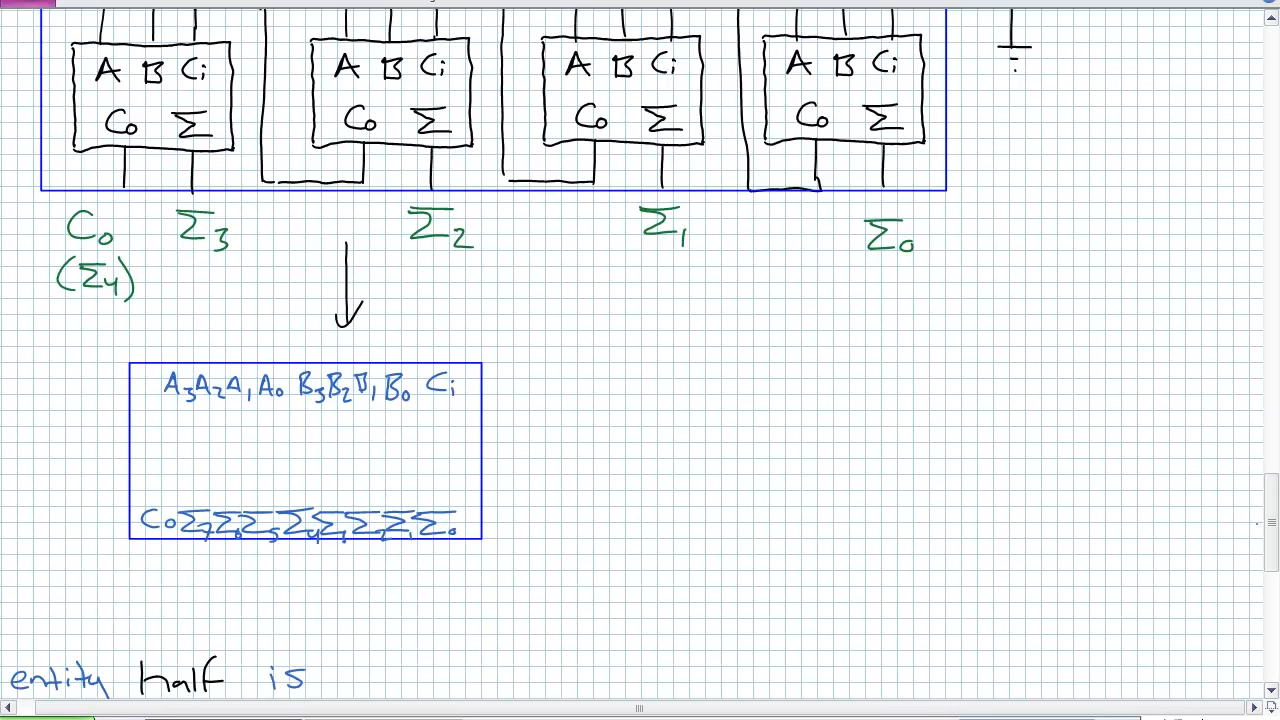 A B Ci A B Ci A B Ci A B Ci
Co Σ Co Σ Co Σ Co Σ
Co Σ3 Σ2 Σ1 Σ0
(Σ4)
A3A2A1A0 B3B2B1B0 Ci
CoΣ7Σ6Σ5Σ4Σ3Σ2Σ1Σ0
entity half is